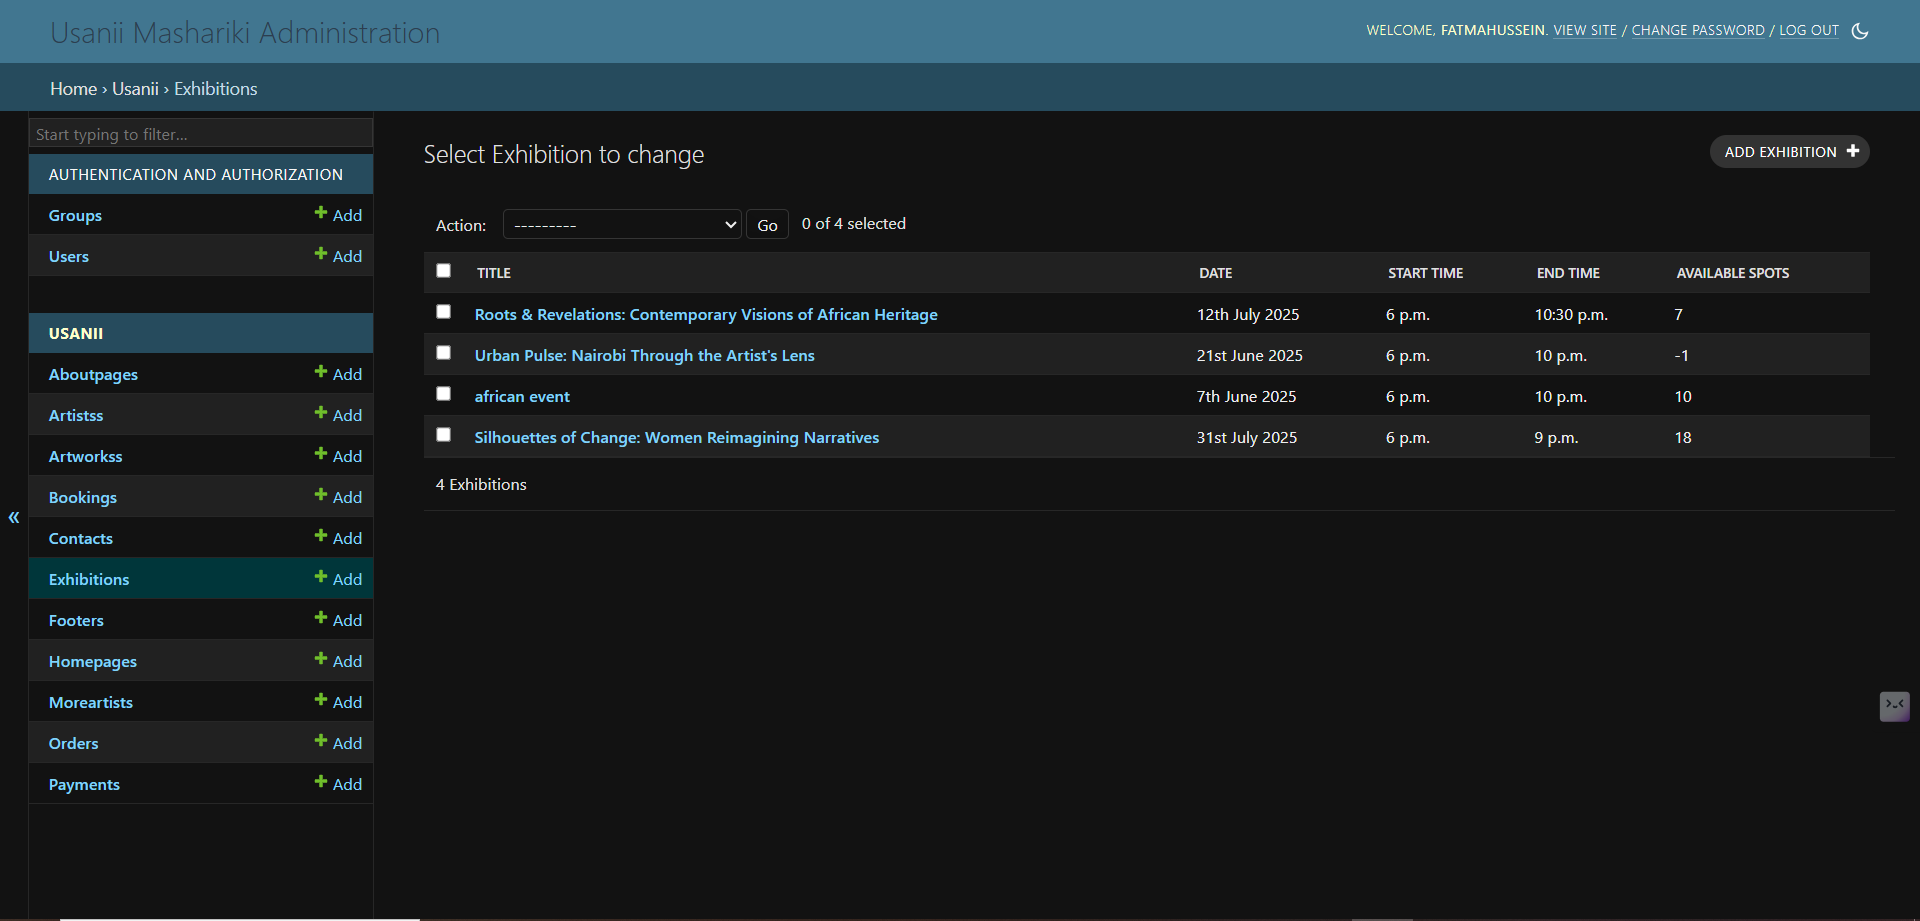 Usanii Mashariki Administration
WELCOME, FATMAHUSSEIN. VIEW SITE / CHANGE PASSWORD / LOG OUT
Home › Usanii › Exhibitions
Start typing to filter...
AUTHENTICATION AND AUTHORIZATION
Groups + Add
Users + Add
USANII
Aboutpages + Add
Artistss + Add
Artworkss + Add
Bookings + Add
Contacts + Add
Exhibitions + Add
Footers + Add
Homepages + Add
Moreartists + Add
Orders + Add
Payments + Add
«
Select Exhibition to change
ADD EXHIBITION +
Action: --------- Go 0 of 4 selected
TITLE DATE START TIME END TIME AVAILABLE SPOTS
Roots & Revelations: Contemporary Visions of African Heritage 12th July 2025 6 p.m. 10:30 p.m. 7
Urban Pulse: Nairobi Through the Artist's Lens 21st June 2025 6 p.m. 10 p.m. -1
african event 7th June 2025 6 p.m. 10 p.m. 10
Silhouettes of Change: Women Reimagining Narratives 31st July 2025 6 p.m. 9 p.m. 18
4 Exhibitions